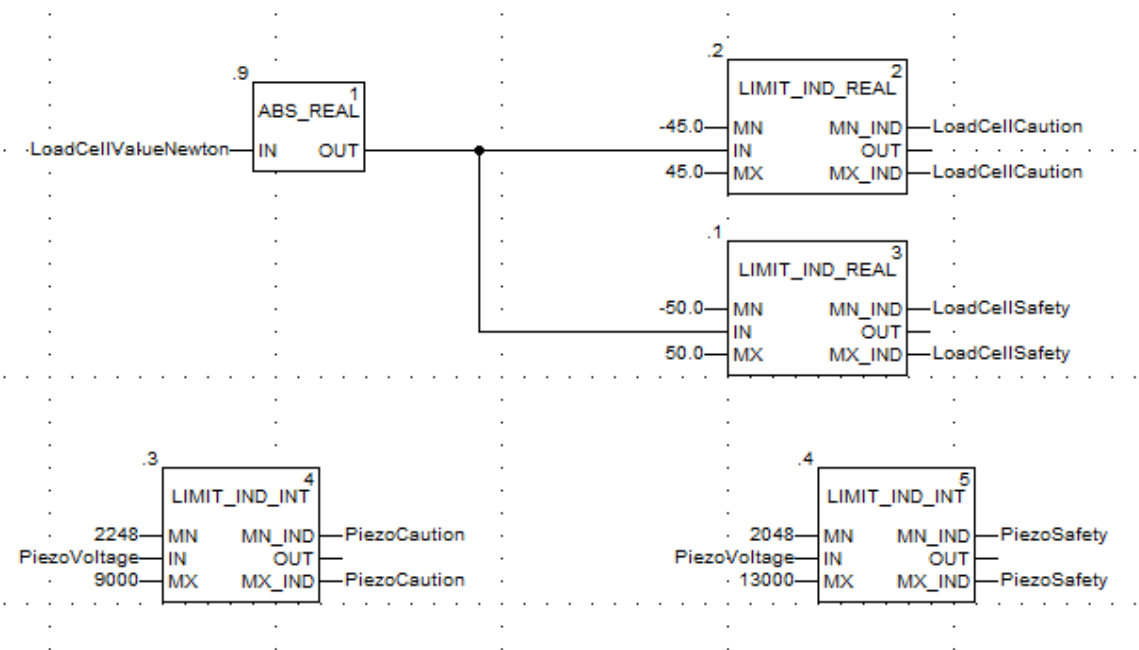 .2
.9
2
1
LIMIT_IND_REAL
ABS_REAL
-45.0 MN MN_IND LoadCellCaution
LoadCellValueNewton IN OUT IN OUT
45.0 MX MX_IND LoadCellCaution
.1
3
LIMIT_IND_REAL
-50.0 MN MN_IND LoadCellSafety
IN OUT
50.0 MX MX_IND LoadCellSafety
.3 .4
4 5
LIMIT_IND_INT LIMIT_IND_INT
2248 MN MN_IND PiezoCaution 2048 MN MN_IND PiezoSafety
PiezoVoltage IN OUT PiezoVoltage IN OUT
9000 MX MX_IND PiezoCaution 13000 MX MX_IND PiezoSafety